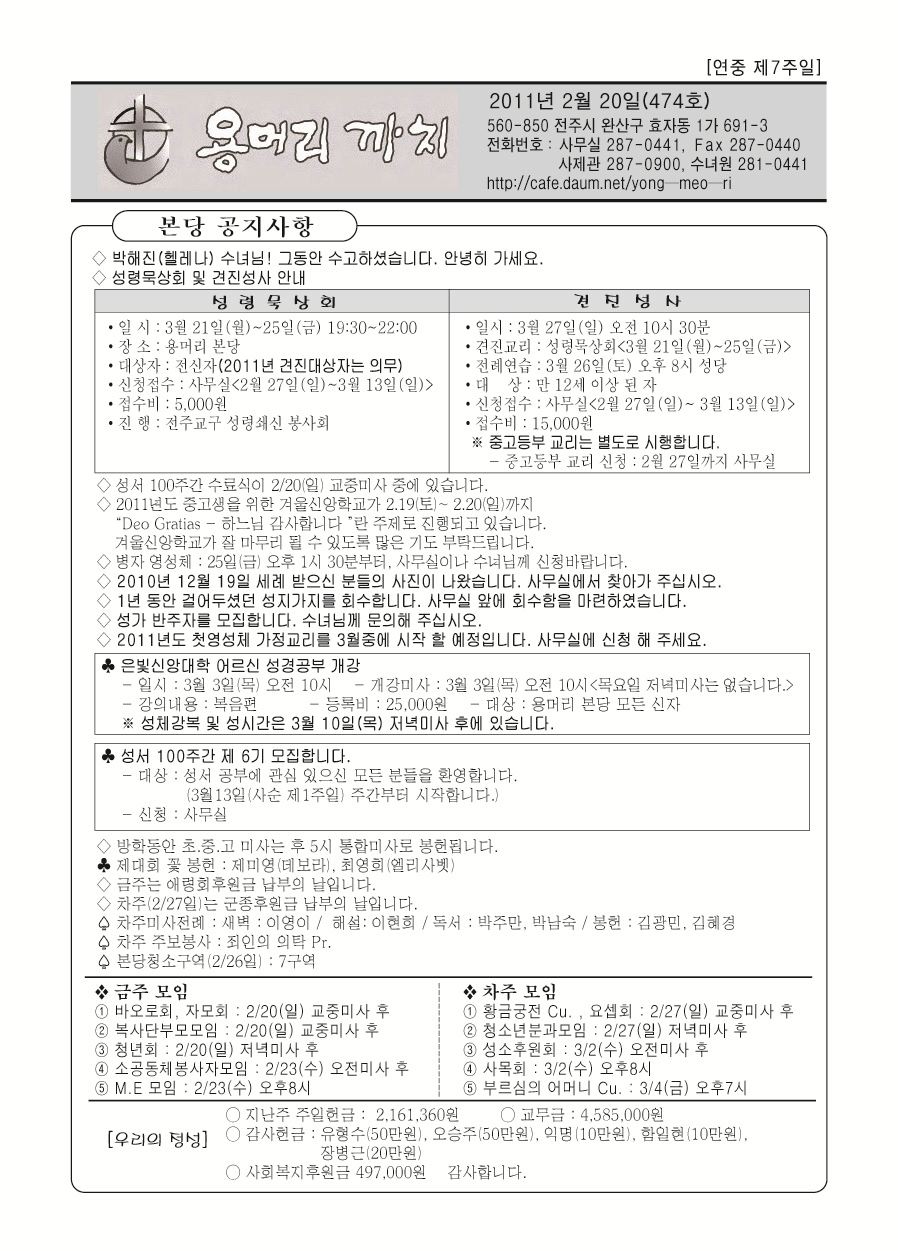 [연중 제7주일]
용머리 까치
2011년 2월 20일(474호)
560-850 전주시 완산구 효자동 1가 691-3
전화번호 : 사무실 287-0441, Fax 287-0440
사제관 287-0900, 수녀원 281-0441
http://cafe.daum.net/yong─meo─ri
본당 공지사항
◇ 박해진(헬레나) 수녀님! 그동안 수고하셨습니다. 안녕히 가세요.
◇ 성령묵상회 및 견진성사 안내
성 령 묵 상 회
• 일 시 : 3월 21일(월)~25일(금) 19:30~22:00
• 장 소 : 용머리 본당
• 대상자 : 전신자(2011년 견진대상자는 의무)
• 신청접수 : 사무실<2월 27일(일)~3월 13일(일)>
• 접수비 : 5,000원
• 진 행 : 전주교구 성령쇄신 봉사회
견 진 성 사
• 일시 : 3월 27일(일) 오전 10시 30분
• 견진교리 : 성령묵상회<3월 21일(월)~25일(금)>
• 전례연습 : 3월 26일(토) 오후 8시 성당
• 대 상 : 만 12세 이상 된 자
• 신청접수 : 사무실<2월 27일(일)~ 3월 13일(일)>
• 접수비 : 15,000원
※ 중고등부 교리는 별도로 시행합니다.
- 중고등부 교리 신청 : 2월 27일까지 사무실
◇ 성서 100주간 수료식이 2/20(일) 교중미사 중에 있습니다.
◇ 2011년도 중고생을 위한 겨울신앙학교가 2.19(토)~ 2.20(일)까지
“Deo Gratias - 하느님 감사합니다 ”란 주제로 진행되고 있습니다.
겨울신앙학교가 잘 마무리 될 수 있도록 많은 기도 부탁드립니다.
◇ 병자 영성체 : 25일(금) 오후 1시 30분부터, 사무실이나 수녀님께 신청바랍니다.
◇ 2010년 12월 19일 세례 받으신 분들의 사진이 나왔습니다. 사무실에서 찾아가 주십시오.
◇ 1년 동안 걸어두셨던 성지가지를 회수합니다. 사무실 앞에 회수함을 마련하였습니다.
◇ 성가 반주자를 모집합니다. 수녀님께 문의해 주십시오.
◇ 2011년도 첫영성체 가정교리를 3월중에 시작 할 예정입니다. 사무실에 신청 해 주세요.
♣ 은빛신앙대학 어르신 성경공부 개강
- 일시 : 3월 3일(목) 오전 10시 - 개강미사 : 3월 3일(목) 오전 10시<목요일 저녁미사는 없습니다.>
- 강의내용 : 복음편 - 등록비 : 25,000원 - 대상 : 용머리 본당 모든 신자
※ 성체강복 및 성시간은 3월 10일(목) 저녁미사 후에 있습니다.
♣ 성서 100주간 제 6기 모집합니다.
- 대상 : 성서 공부에 관심 있으신 모든 분들을 환영합니다.
(3월13일(사순 제1주일) 주간부터 시작합니다.)
- 신청 : 사무실
◇ 방학동안 초.중.고 미사는 후 5시 통합미사로 봉헌됩니다.
♣ 제대회 꽃 봉헌 : 제미영(데보라), 최영희(엘리사벳)
◇ 금주는 애령회후원금 납부의 날입니다.
◇ 차주(2/27일)는 군종후원금 납부의 날입니다.
♤ 차주미사전례 : 새벽 : 이영이 / 해설: 이현희 / 독서 : 박주만, 박남숙 / 봉헌 : 김광민, 김혜경
♤ 차주 주보봉사 : 죄인의 의탁 Pr.
♤ 본당청소구역(2/26일) : 7구역
❖ 금주 모임
① 바오로회, 자모회 : 2/20(일) 교중미사 후
② 복사단부모모임 : 2/20(일) 교중미사 후
③ 청년회 : 2/20(일) 저녁미사 후
④ 소공동체봉사자모임 : 2/23(수) 오전미사 후
⑤ M.E 모임 : 2/23(수) 오후8시
❖ 차주 모임
① 황금궁전 Cu. , 요셉회 : 2/27(일) 교중미사 후
② 청소년분과모임 : 2/27(일) 저녁미사 후
③ 성소후원회 : 3/2(수) 오전미사 후
④ 사목회 : 3/2(수) 오후8시
⑤ 부르심의 어머니 Cu. : 3/4(금) 오후7시
[우리의 정성]
○ 지난주 주일헌금 : 2,161,360원 ○ 교무금 : 4,585,000원
○ 감사헌금 : 유형수(50만원), 오승주(50만원), 익명(10만원), 함일현(10만원),
장병근(20만원)
○ 사회복지후원금 497,000원 감사합니다.